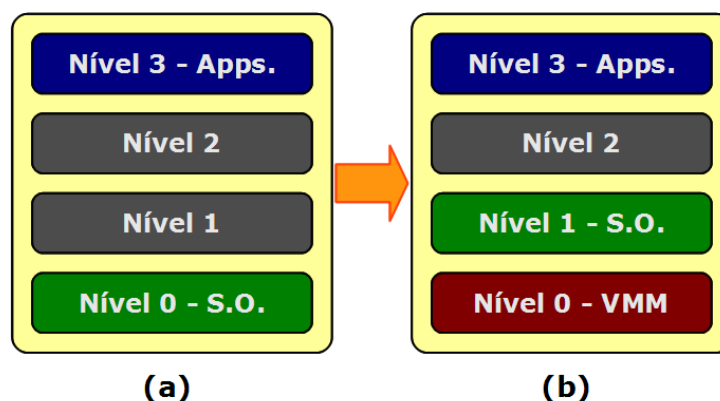 Nível 3 - Apps.
Nível 2
Nível 1
Nível 0 - S.O.
(a)
Nível 3 - Apps.
Nível 2
Nível 1 - S.O.
Nível 0 - VMM
(b)